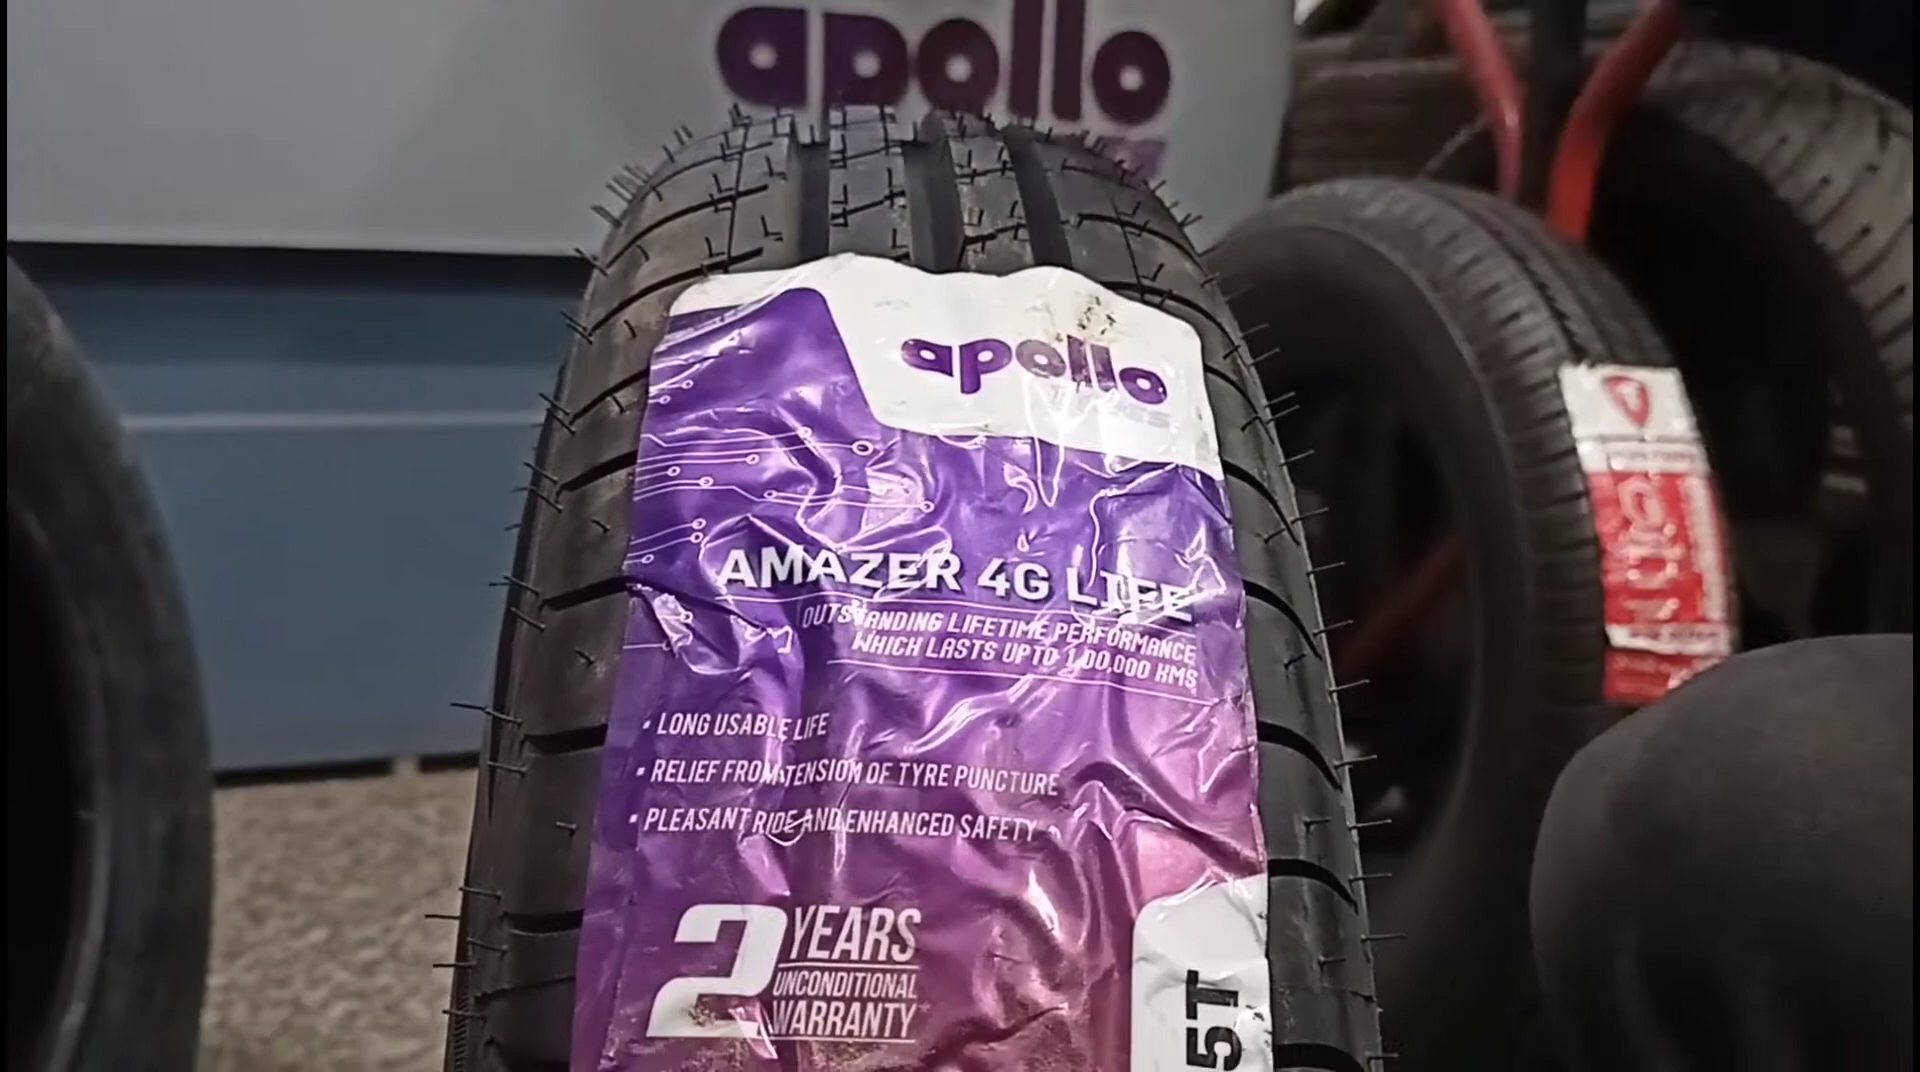 apollo
apollo
TYRES
AMAZER 4G LIFE
OUTSTANDING LIFETIME PERFORMANCE
WHICH LASTS UPTO 1,00,000 KMS
• LONG USABLE LIFE
• RELIEF FROM TENSION OF TYRE PUNCTURE
• PLEASANT RIDE AND ENHANCED SAFETY
2 YEARS
UNCONDITIONAL
WARRANTY*
5T